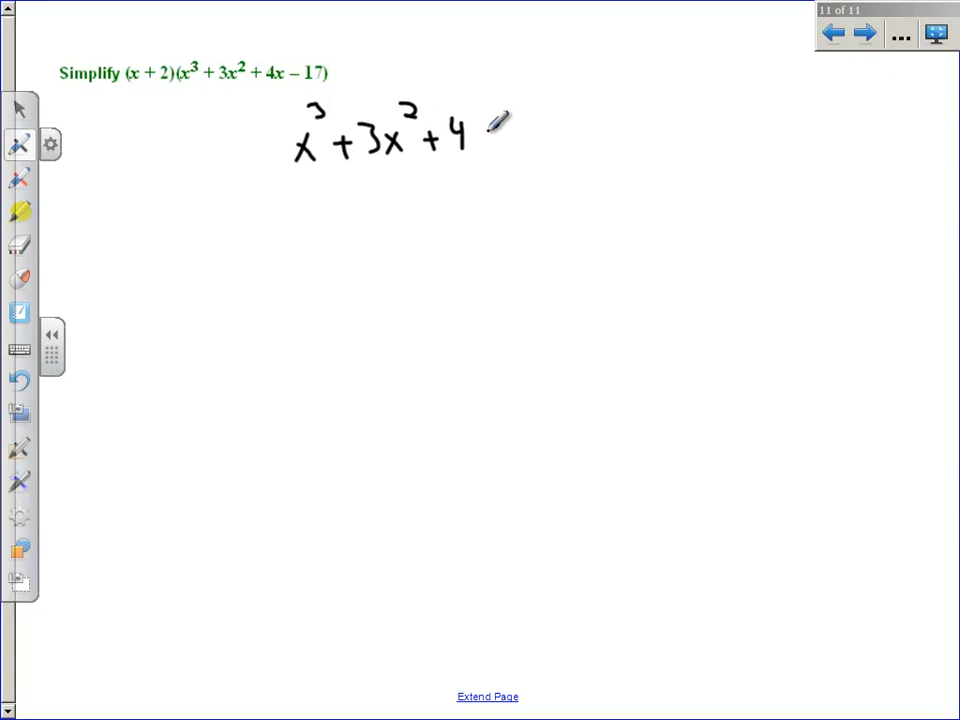 11 of 11
Simplify (x + 2)(x³ + 3x² + 4x – 17)
x³ + 3x² + 4
Extend Page